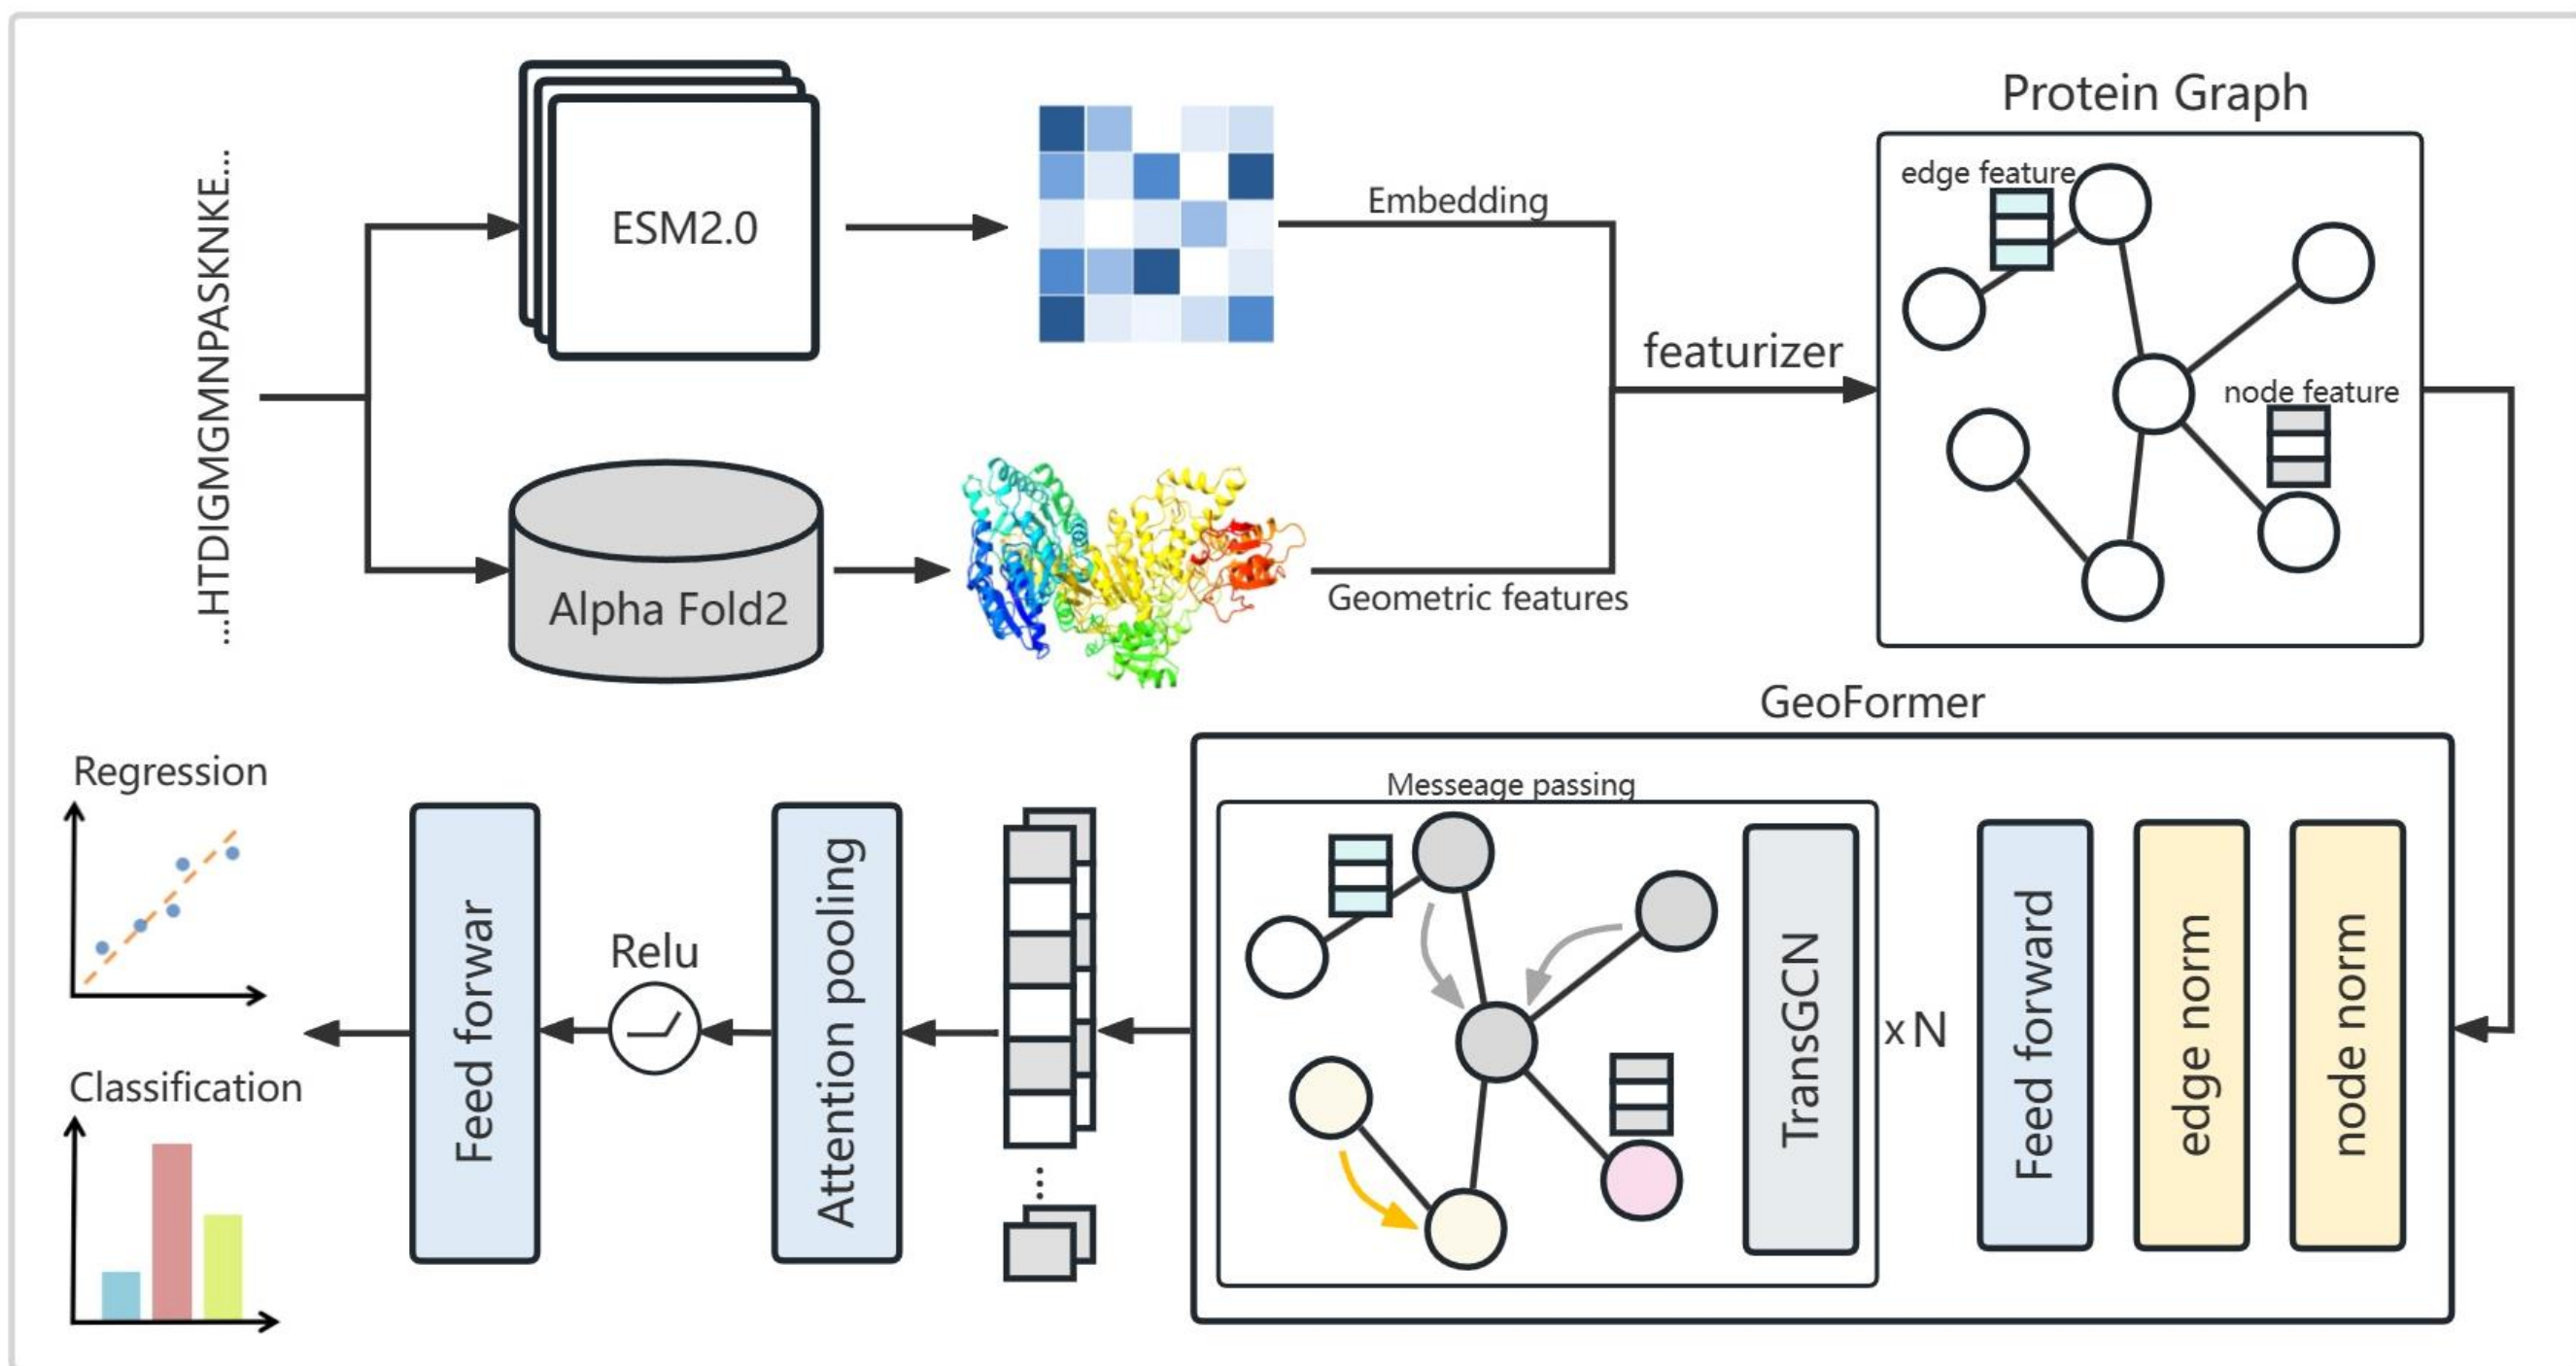 ...HTDIGMGMNPASKNKE...
ESM2.0
Embedding
Alpha Fold2
Geometric features
featurizer
Protein Graph
edge feature
node feature
GeoFormer
Messeage passing
TransGCN
x N
Feed forward
edge norm
node norm
Attention pooling
Relu
Feed forwar
Regression
Classification